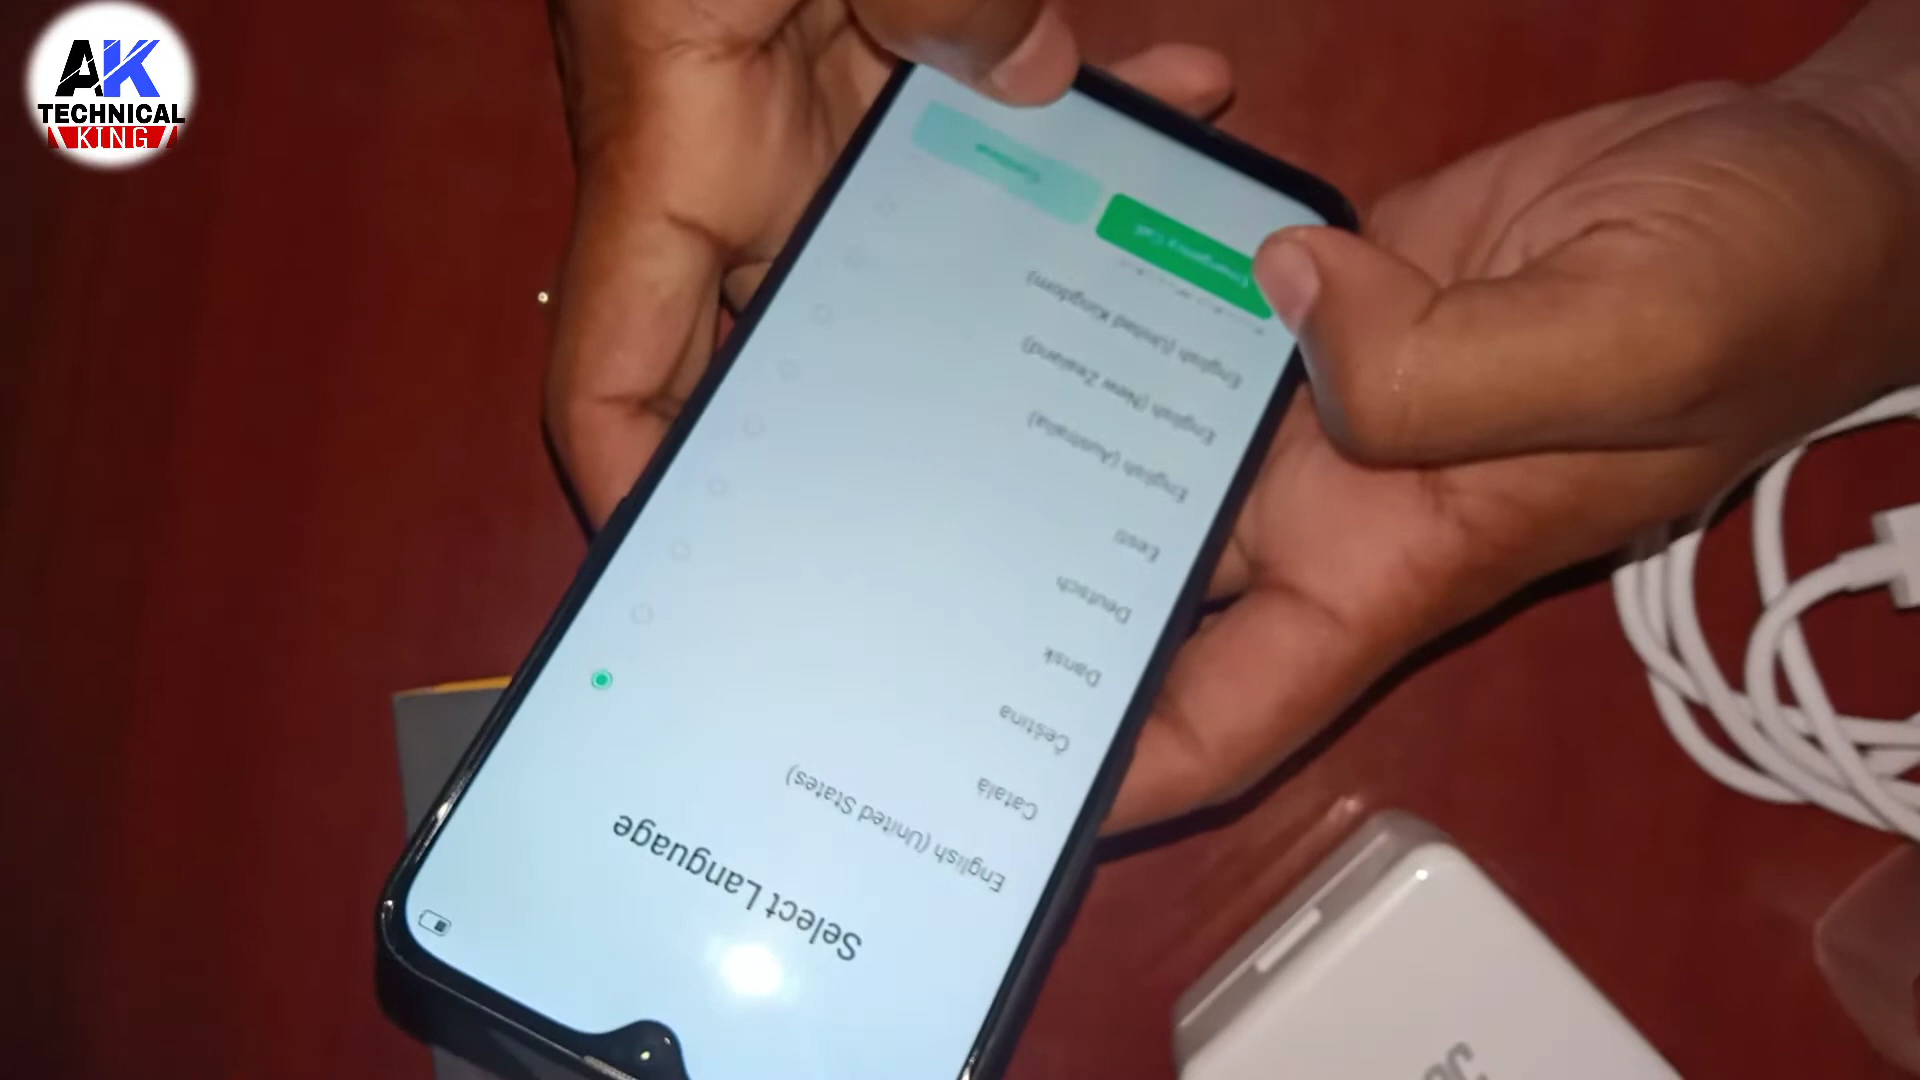 AK
TECHNICAL
KING
Select Language
English (United States)
Català
Čeština
Dansk
Deutsch
Eesti
English (Australia)
English (New Zealand)
English (United Kingdom)
Emergency Call
Continue